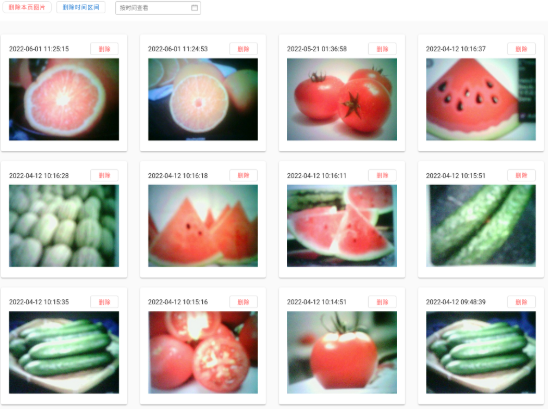 删除本页图片 删除时间区间 按时间查看
2022-06-01 11:25:15 删除 2022-06-01 11:24:53 删除 2022-05-21 01:36:58 删除 2022-04-12 10:16:37 删除
2022-04-12 10:16:28 删除 2022-04-12 10:16:18 删除 2022-04-12 10:16:11 删除 2022-04-12 10:15:51 删除
2022-04-12 10:15:35 删除 2022-04-12 10:15:16 删除 2022-04-12 10:14:51 删除 2022-04-12 09:48:39 删除